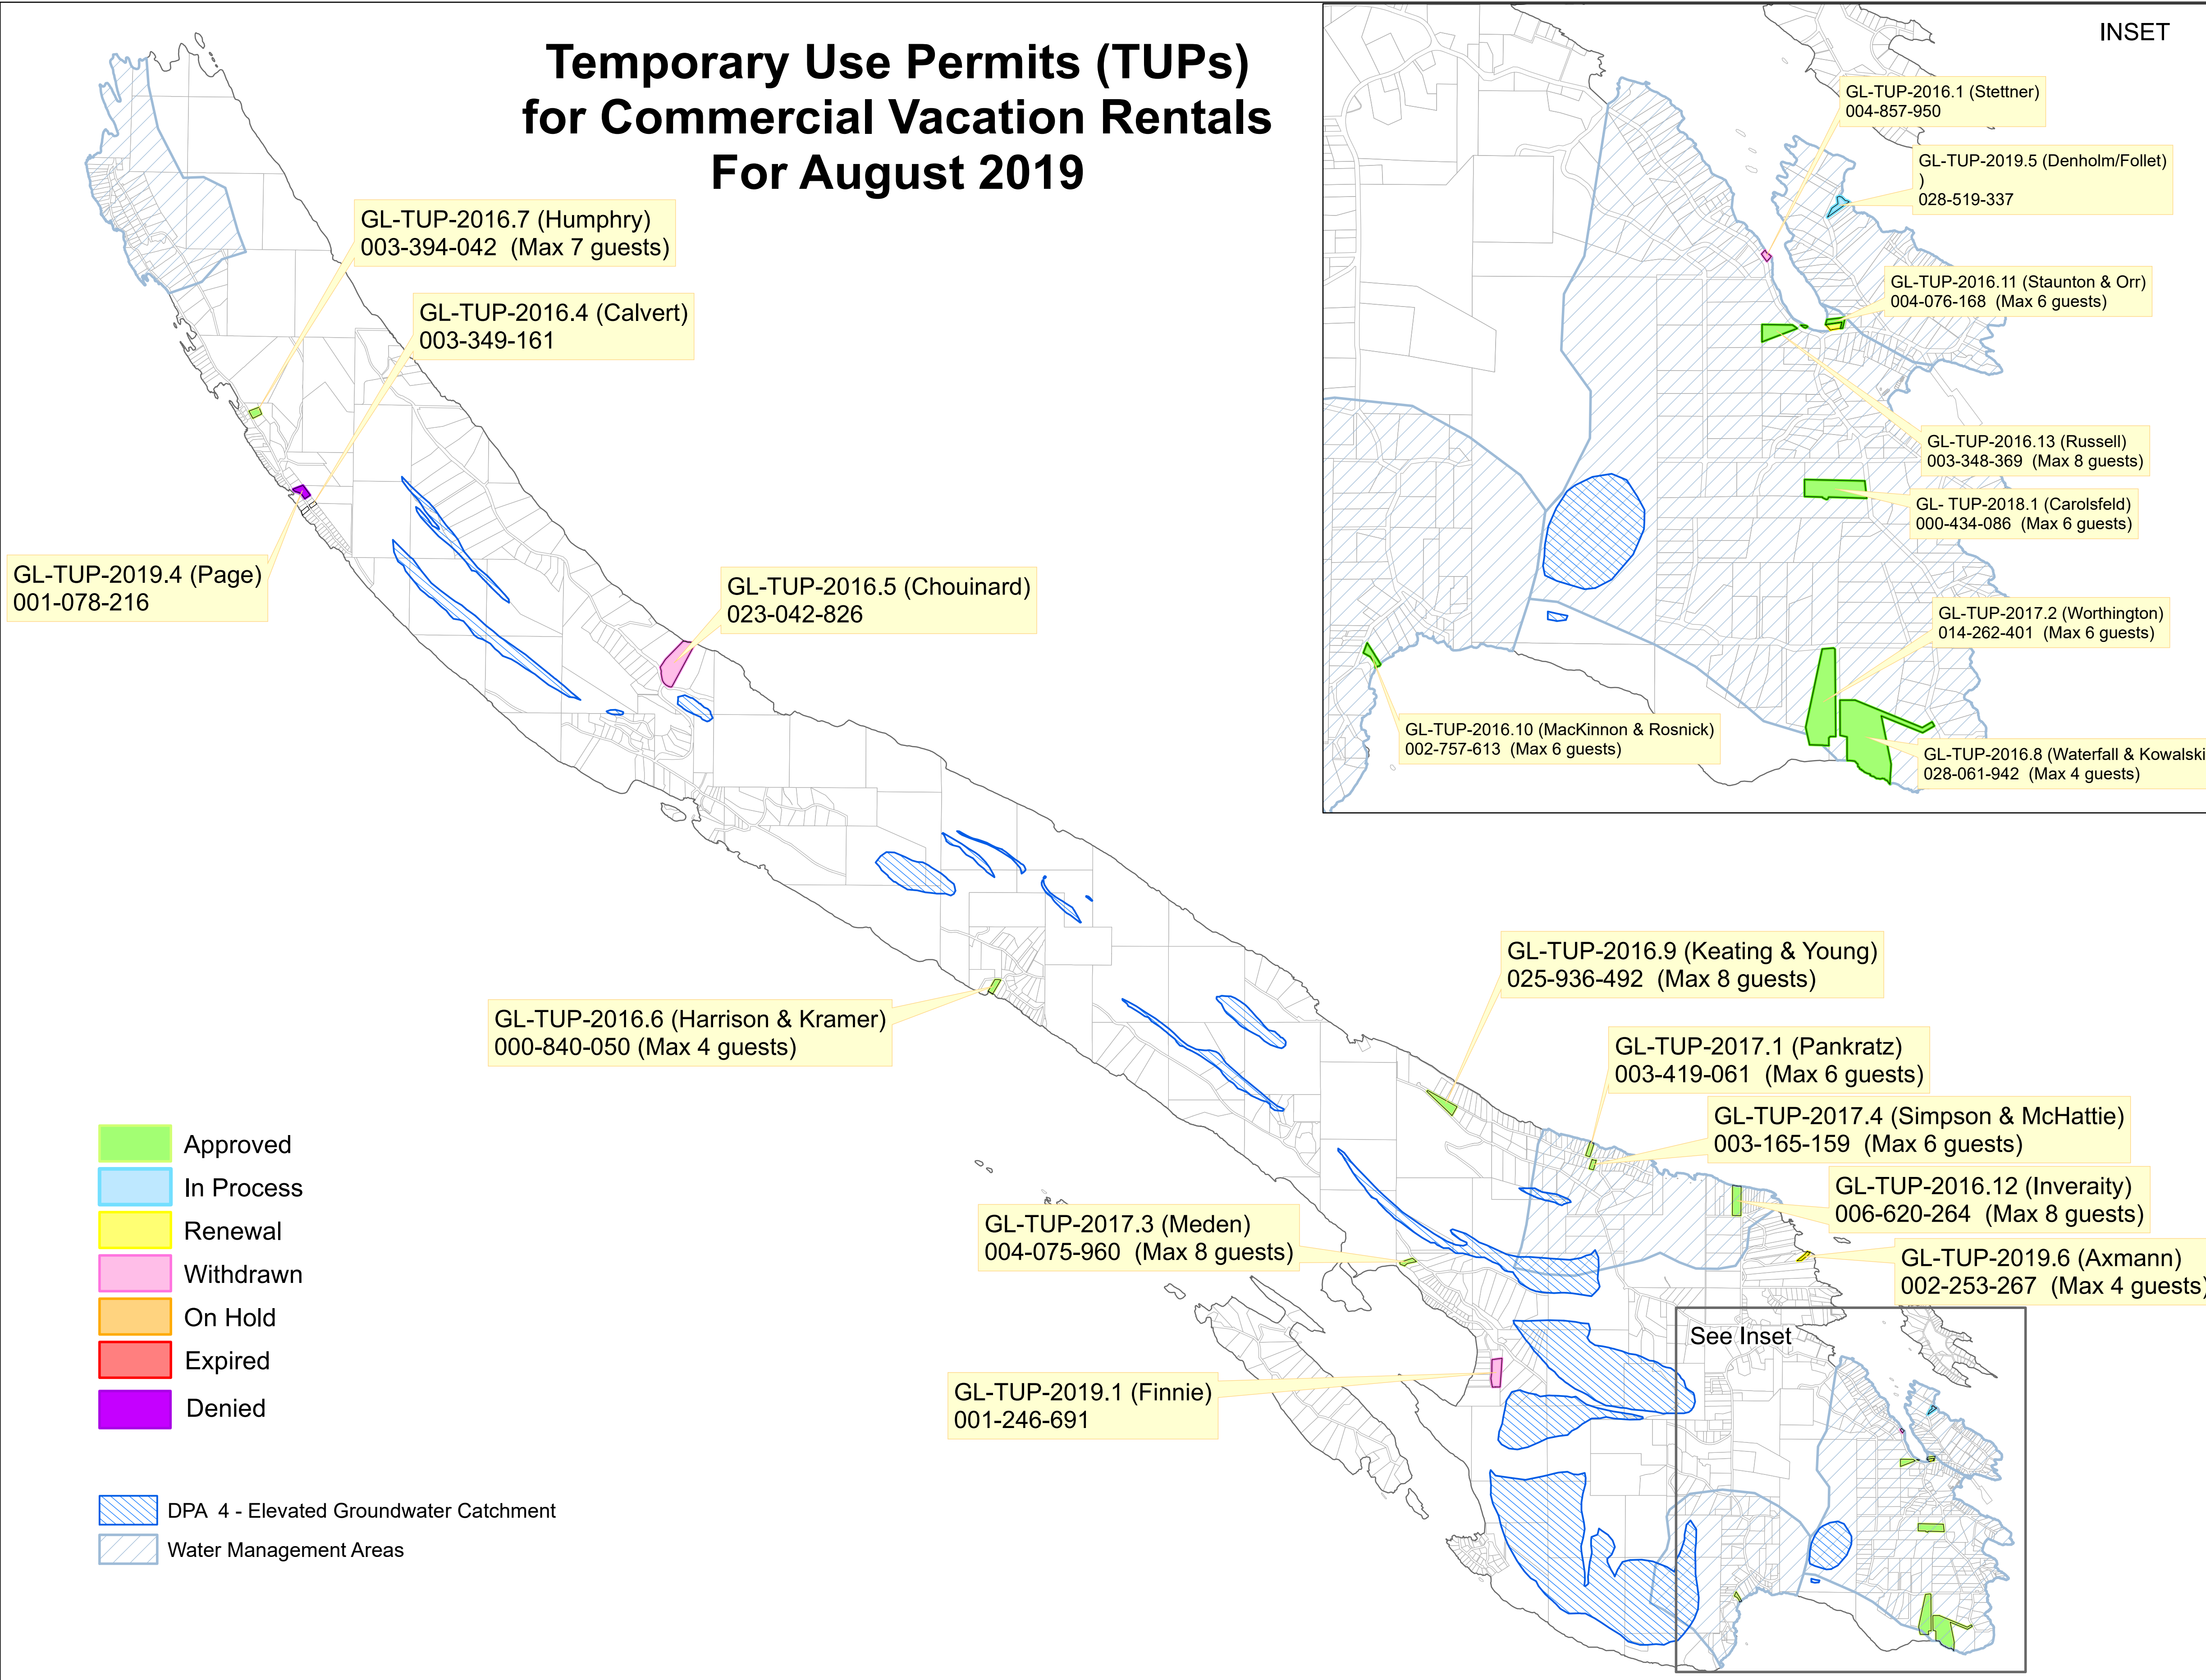 Temporary Use Permits (TUPs)
for Commercial Vacation Rentals
For August 2019
INSET
GL-TUP-2016.1 (Stettner)
004-857-950
GL-TUP-2019.5 (Denholm/Follet)
)
028-519-337
GL-TUP-2016.11 (Staunton & Orr)
004-076-168 (Max 6 guests)
GL-TUP-2016.13 (Russell)
003-348-369 (Max 8 guests)
GL- TUP-2018.1 (Carolsfeld)
000-434-086 (Max 6 guests)
GL-TUP-2017.2 (Worthington)
014-262-401 (Max 6 guests)
GL-TUP-2016.10 (MacKinnon & Rosnick)
002-757-613 (Max 6 guests)
GL-TUP-2016.8 (Waterfall & Kowalski
028-061-942 (Max 4 guests)
GL-TUP-2016.7 (Humphry)
003-394-042 (Max 7 guests)
GL-TUP-2016.4 (Calvert)
003-349-161
GL-TUP-2019.4 (Page)
001-078-216
GL-TUP-2016.5 (Chouinard)
023-042-826
GL-TUP-2016.9 (Keating & Young)
025-936-492 (Max 8 guests)
GL-TUP-2016.6 (Harrison & Kramer)
000-840-050 (Max 4 guests)
GL-TUP-2017.1 (Pankratz)
003-419-061 (Max 6 guests)
GL-TUP-2017.4 (Simpson & McHattie)
003-165-159 (Max 6 guests)
GL-TUP-2016.12 (Inveraity)
006-620-264 (Max 8 guests)
GL-TUP-2017.3 (Meden)
004-075-960 (Max 8 guests)
GL-TUP-2019.6 (Axmann)
002-253-267 (Max 4 guests)
See Inset
GL-TUP-2019.1 (Finnie)
001-246-691
Approved
In Process
Renewal
Withdrawn
On Hold
Expired
Denied
DPA 4 - Elevated Groundwater Catchment
Water Management Areas